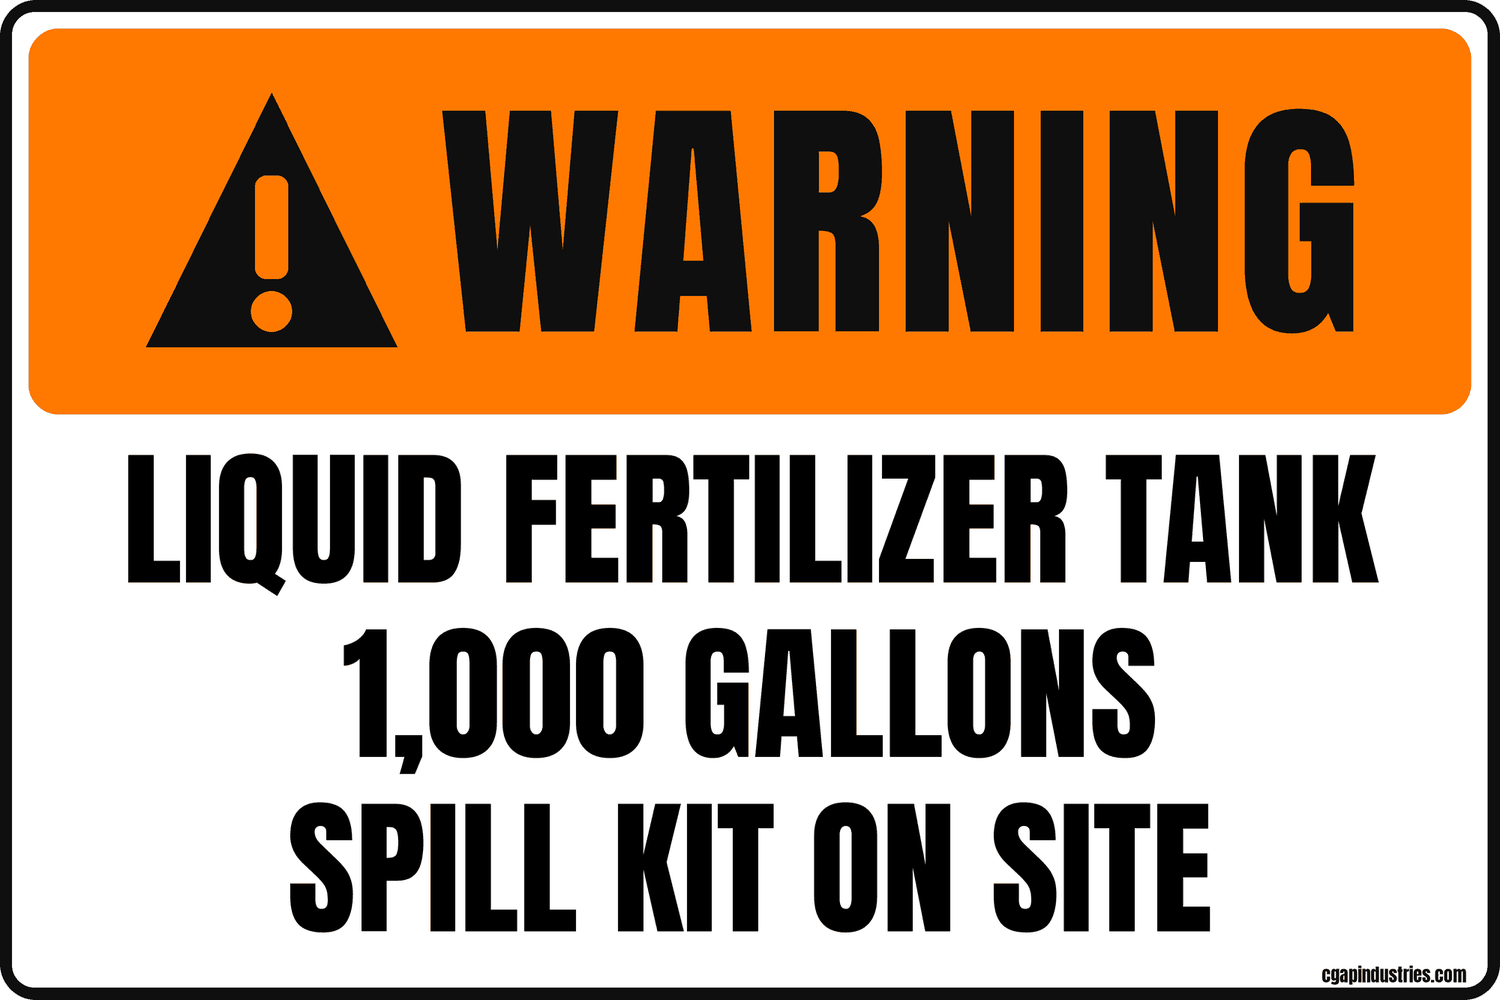 WARNING
LIQUID FERTILIZER TANK
1,000 GALLONS
SPILL KIT ON SITE
cgapindustries.com